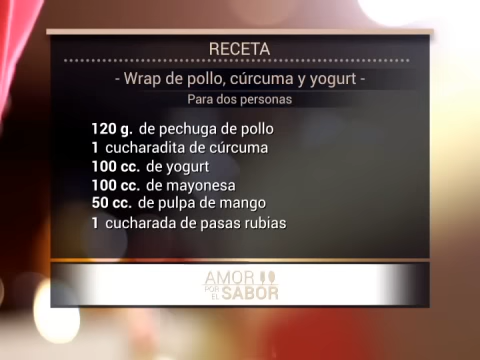 RECETA
- Wrap de pollo, cúrcuma y yogurt -
Para dos personas
120 g. de pechuga de pollo
1 cucharadita de cúrcuma
100 cc. de yogurt
100 cc. de mayonesa
50 cc. de pulpa de mango
1 cucharada de pasas rubias
AMOR
POR EL SABOR